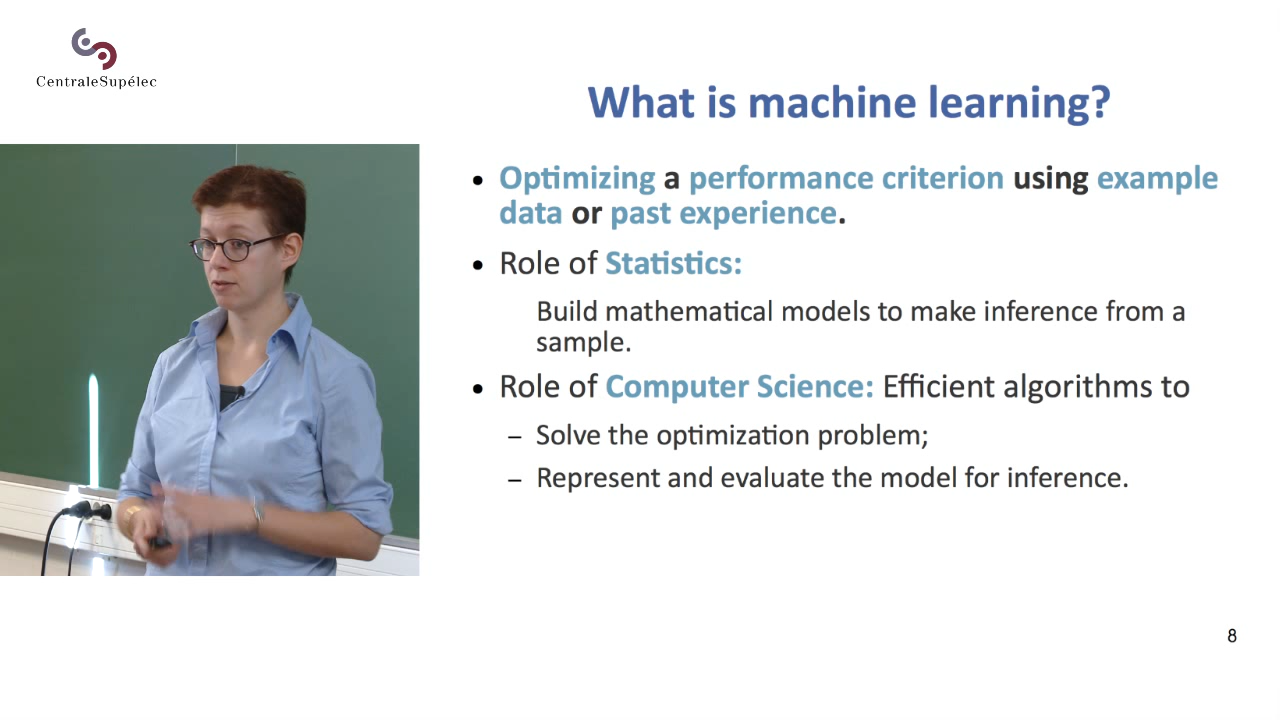 CentraleSupélec
What is machine learning?
• Optimizing a performance criterion using example
data or past experience.
• Role of Statistics:
Build mathematical models to make inference from a
sample.
• Role of Computer Science: Efficient algorithms to
– Solve the optimization problem;
– Represent and evaluate the model for inference.
8